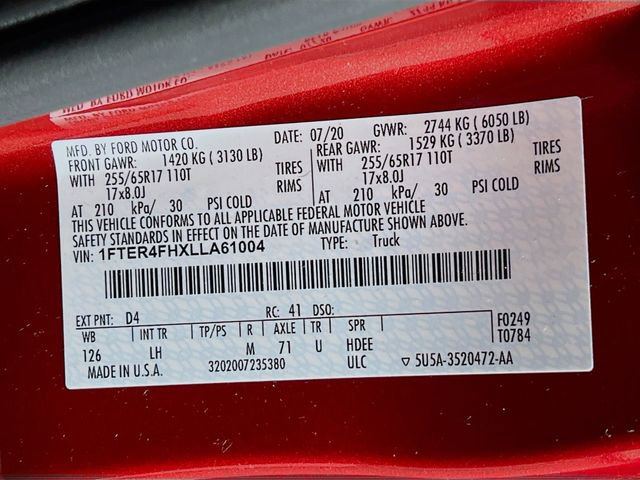 MFD. BY FORD MOTOR CO.
MFD. BY FORD MOTOR CO. DATE: 07/20 GVWR: 2744 KG ( 6050 LB)
FRONT GAWR: 1420 KG ( 3130 LB) REAR GAWR: 1529 KG ( 3370 LB)
WITH 255/65R17 110T TIRES 255/65R17 110T TIRES
17x8.0J RIMS 17x8.0J RIMS
AT 210 kPa/ 30 PSI COLD AT 210 kPa/ 30 PSI COLD
THIS VEHICLE CONFORMS TO ALL APPLICABLE FEDERAL MOTOR VEHICLE
SAFETY STANDARDS IN EFFECT ON THE DATE OF MANUFACTURE SHOWN ABOVE.
VIN: 1FTER4FHXLLA61004 TYPE: Truck
EXT PNT: D4 RC: 41 DSO:
WB INT TR TP/PS R AXLE TR SPR F0249
126 LH M 71 U HDEE T0784
MADE IN U.S.A. 3202007235380 ULC ▽ 5U5A-3520472-AA